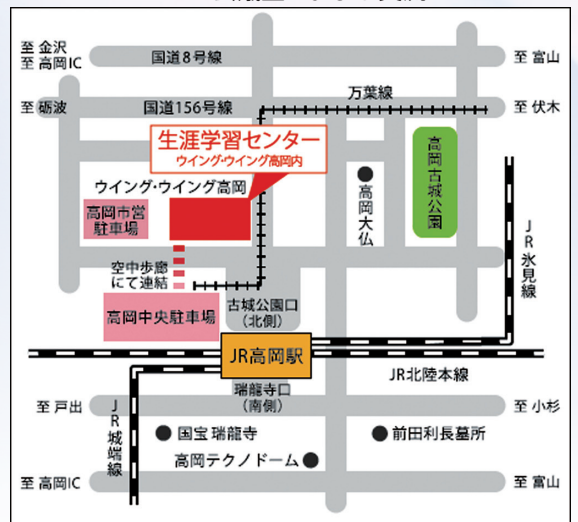 至 金沢
至 高岡IC
国道8号線
至 富山
至 砺波
国道156号線
万葉線
至 伏木
生涯学習センター
ウイング・ウイング高岡内
ウイング・ウイング高岡
高岡市営
駐車場
高岡大仏
高岡古城公園
JR氷見線
空中歩廊
にて連結
高岡中央駐車場
古城公園口
(北側)
JR高岡駅
JR北陸本線
瑞龍寺口
(南側)
至 戸出
JR城端線
至 小杉
国宝 瑞龍寺
前田利長墓所
高岡テクノドーム
至 高岡IC
至 富山